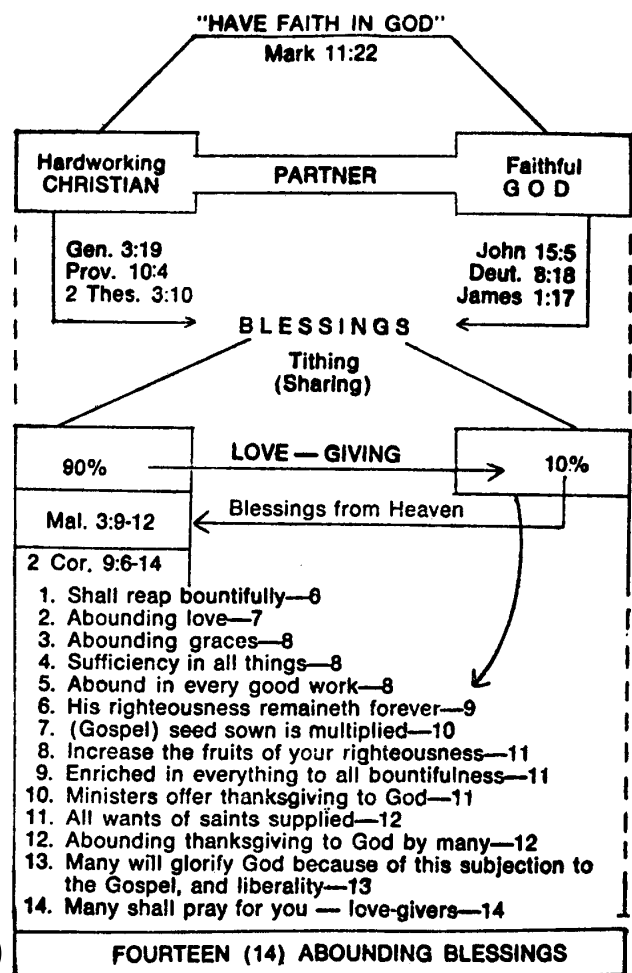 "HAVE FAITH IN GOD"
Mark 11:22
Hardworking
CHRISTIAN
PARTNER
Faithful
GOD
Gen. 3:19
Prov. 10:4
2 Thes. 3:10
John 15:5
Deut. 8:18
James 1:17
BLESSINGS
Tithing
(Sharing)
90%
LOVE — GIVING
10%
Mal. 3:9-12
Blessings from Heaven
2 Cor. 9:6-14
1. Shall reap bountifully—6
2. Abounding love—7
3. Abounding graces—8
4. Sufficiency in all things—8
5. Abound in every good work—8
6. His righteousness remaineth forever—9
7. (Gospel) seed sown is multiplied—10
8. Increase the fruits of your righteousness—11
9. Enriched in everything to all bountifulness—11
10. Ministers offer thanksgiving to God—11
11. All wants of saints supplied—12
12. Abounding thanksgiving to God by many—12
13. Many will glorify God because of this subjection to
the Gospel, and liberality—13
14. Many shall pray for you — love-givers—14
FOURTEEN (14) ABOUNDING BLESSINGS